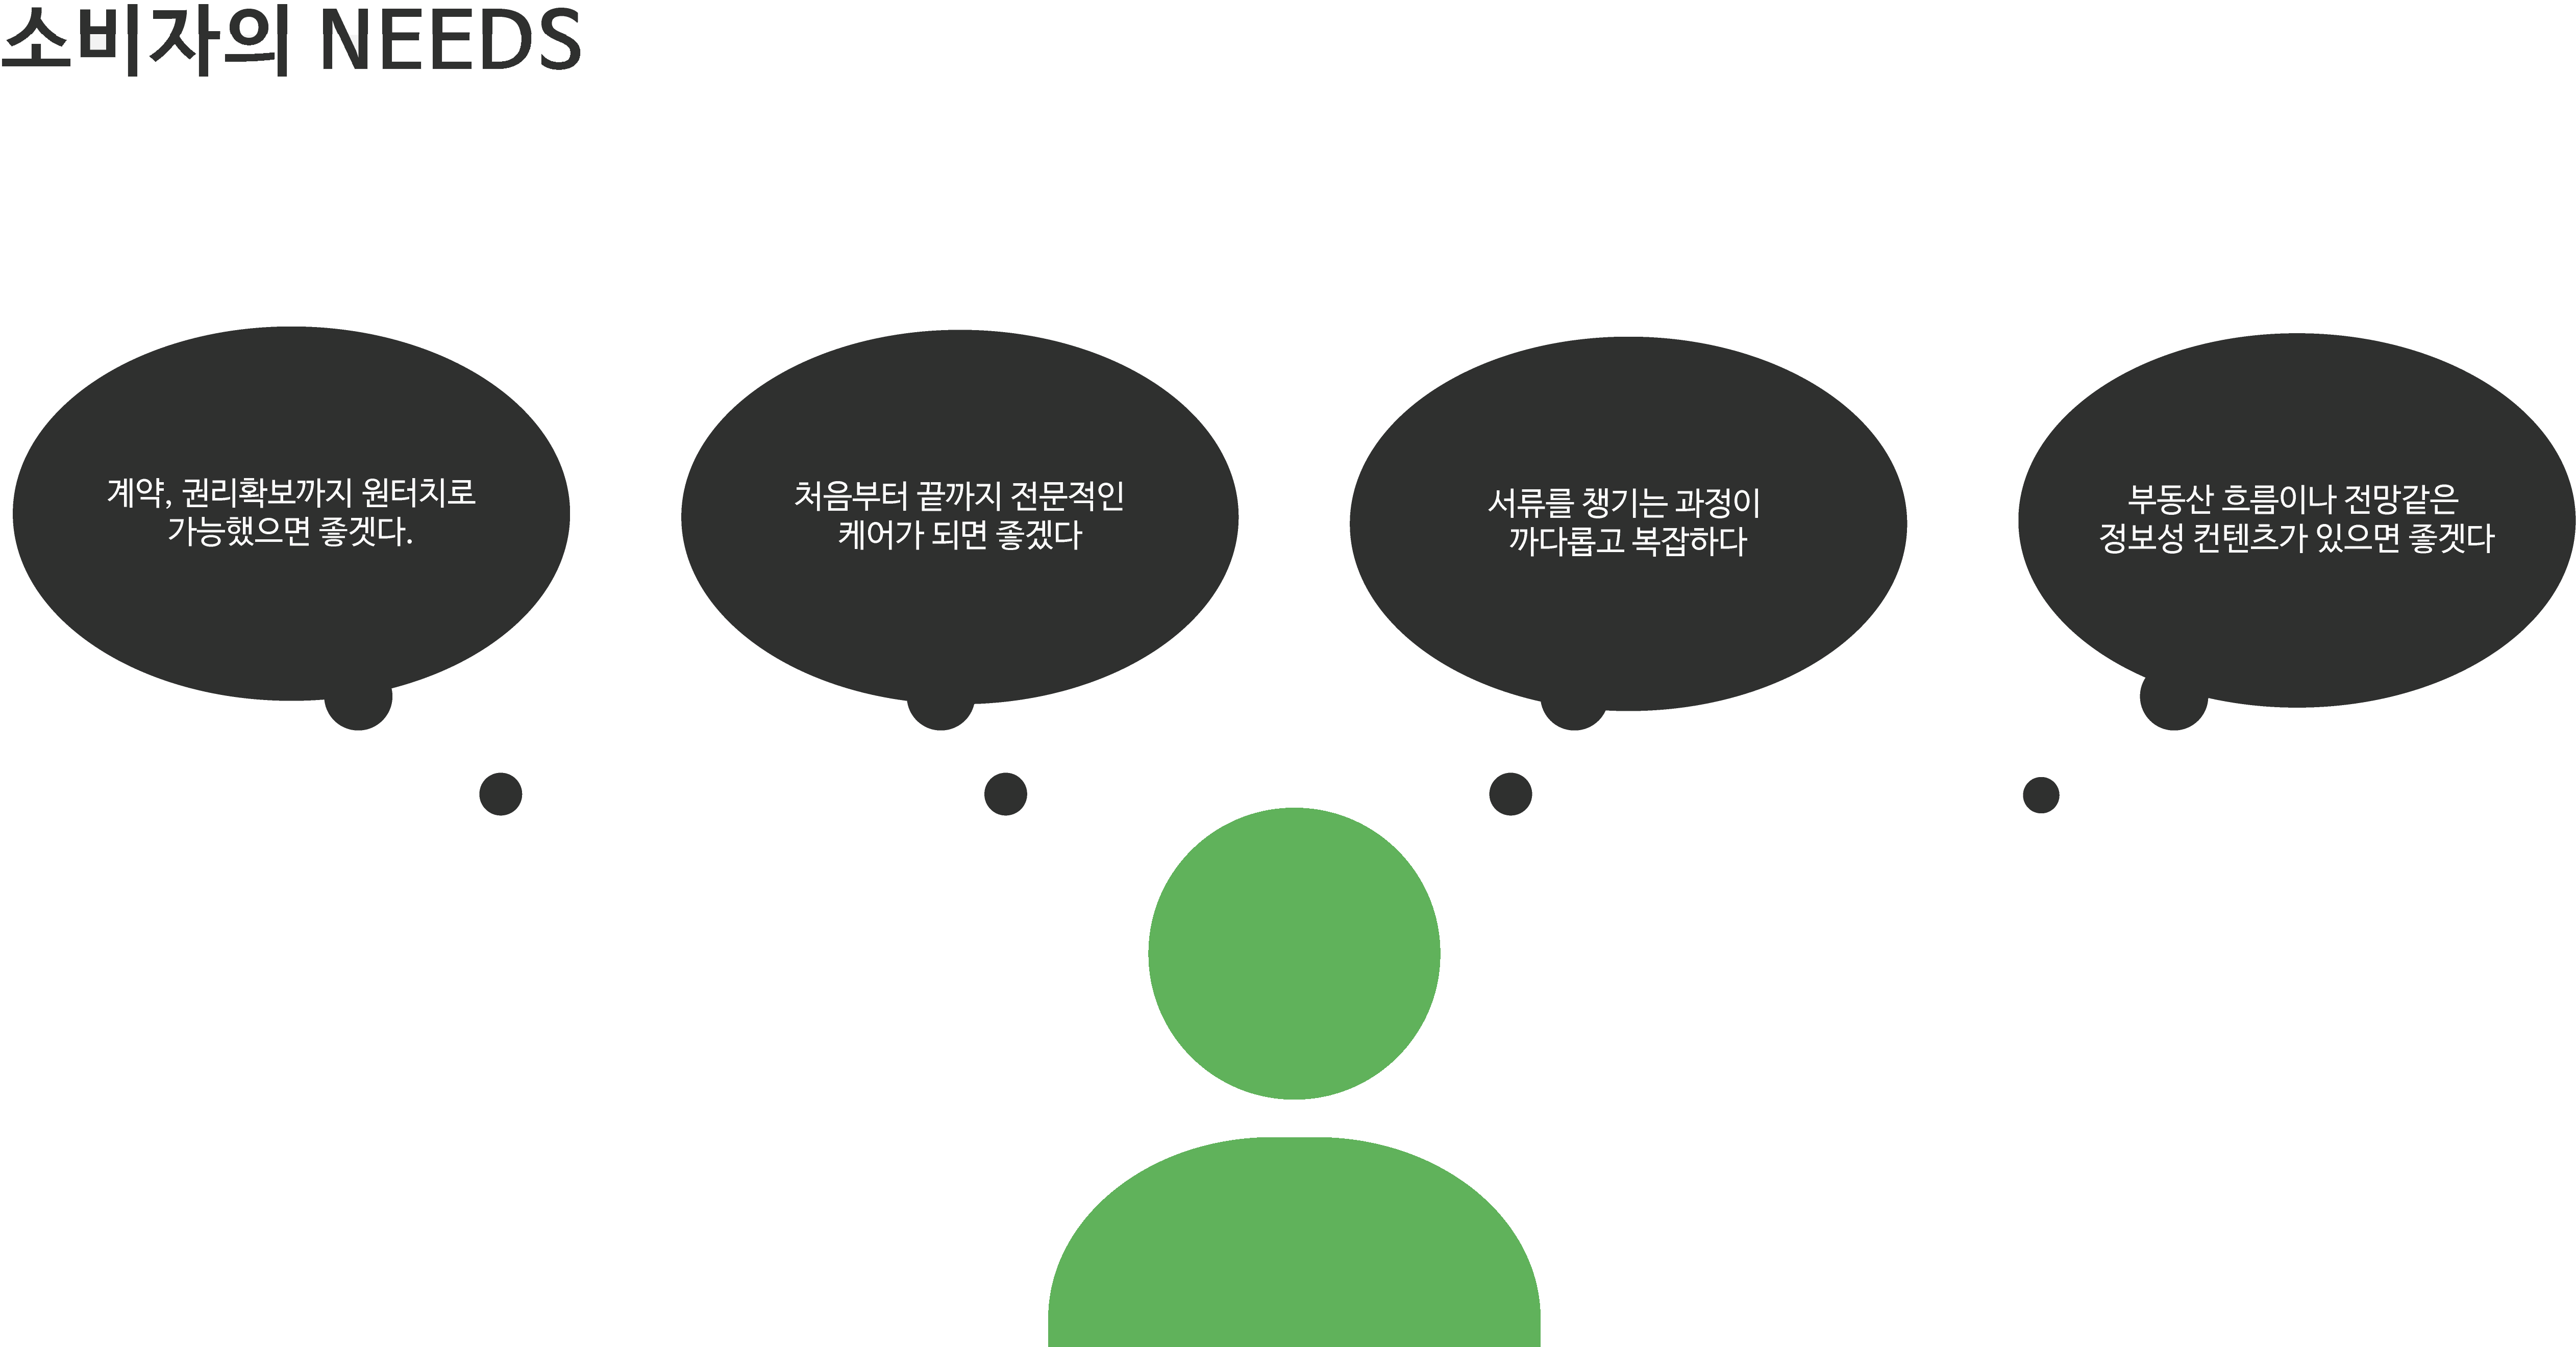 소비자의 NEEDS
계약, 권리확보까지 원터치로
가능했으면 좋겟다.
처음부터 끝까지 전문적인
케어가 되면 좋겠다
서류를 챙기는 과정이
까다롭고 복잡하다
부동산 흐름이나 전망같은
정보성 컨텐츠가 있으면 좋겟다